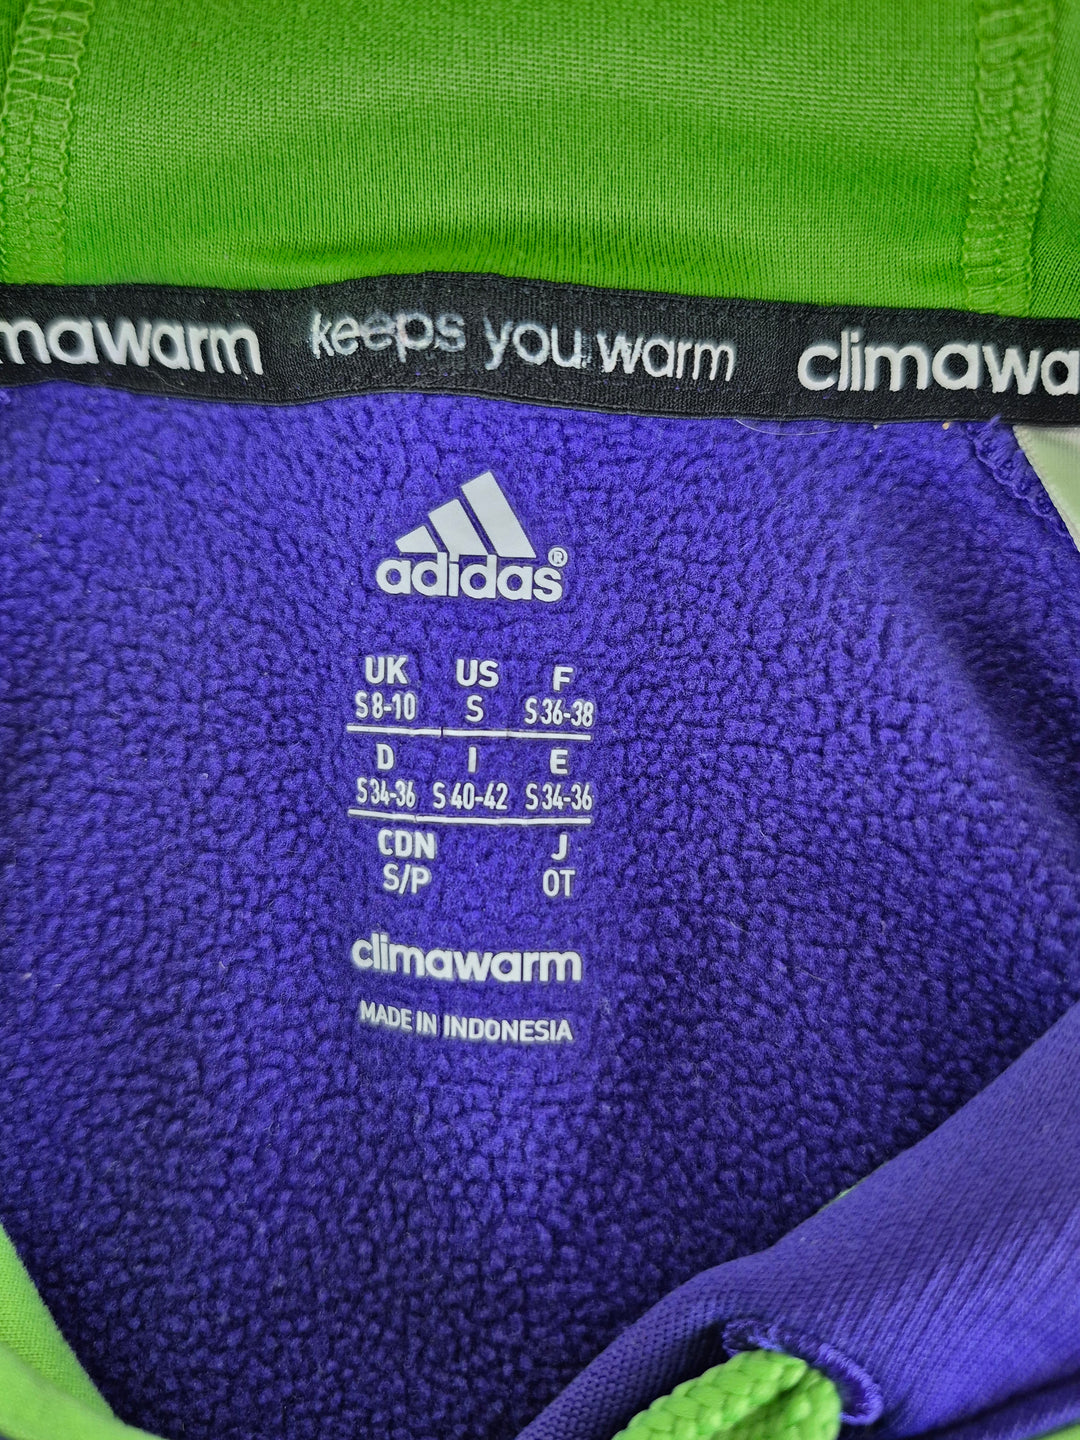 mawarm keeps you warm climawa
adidas®
UK US F
S 8-10 S S 36-38
D I E
S 34-36 S 40-42 S 34-36
CDN J
S/P OT
climawarm
MADE IN INDONESIA